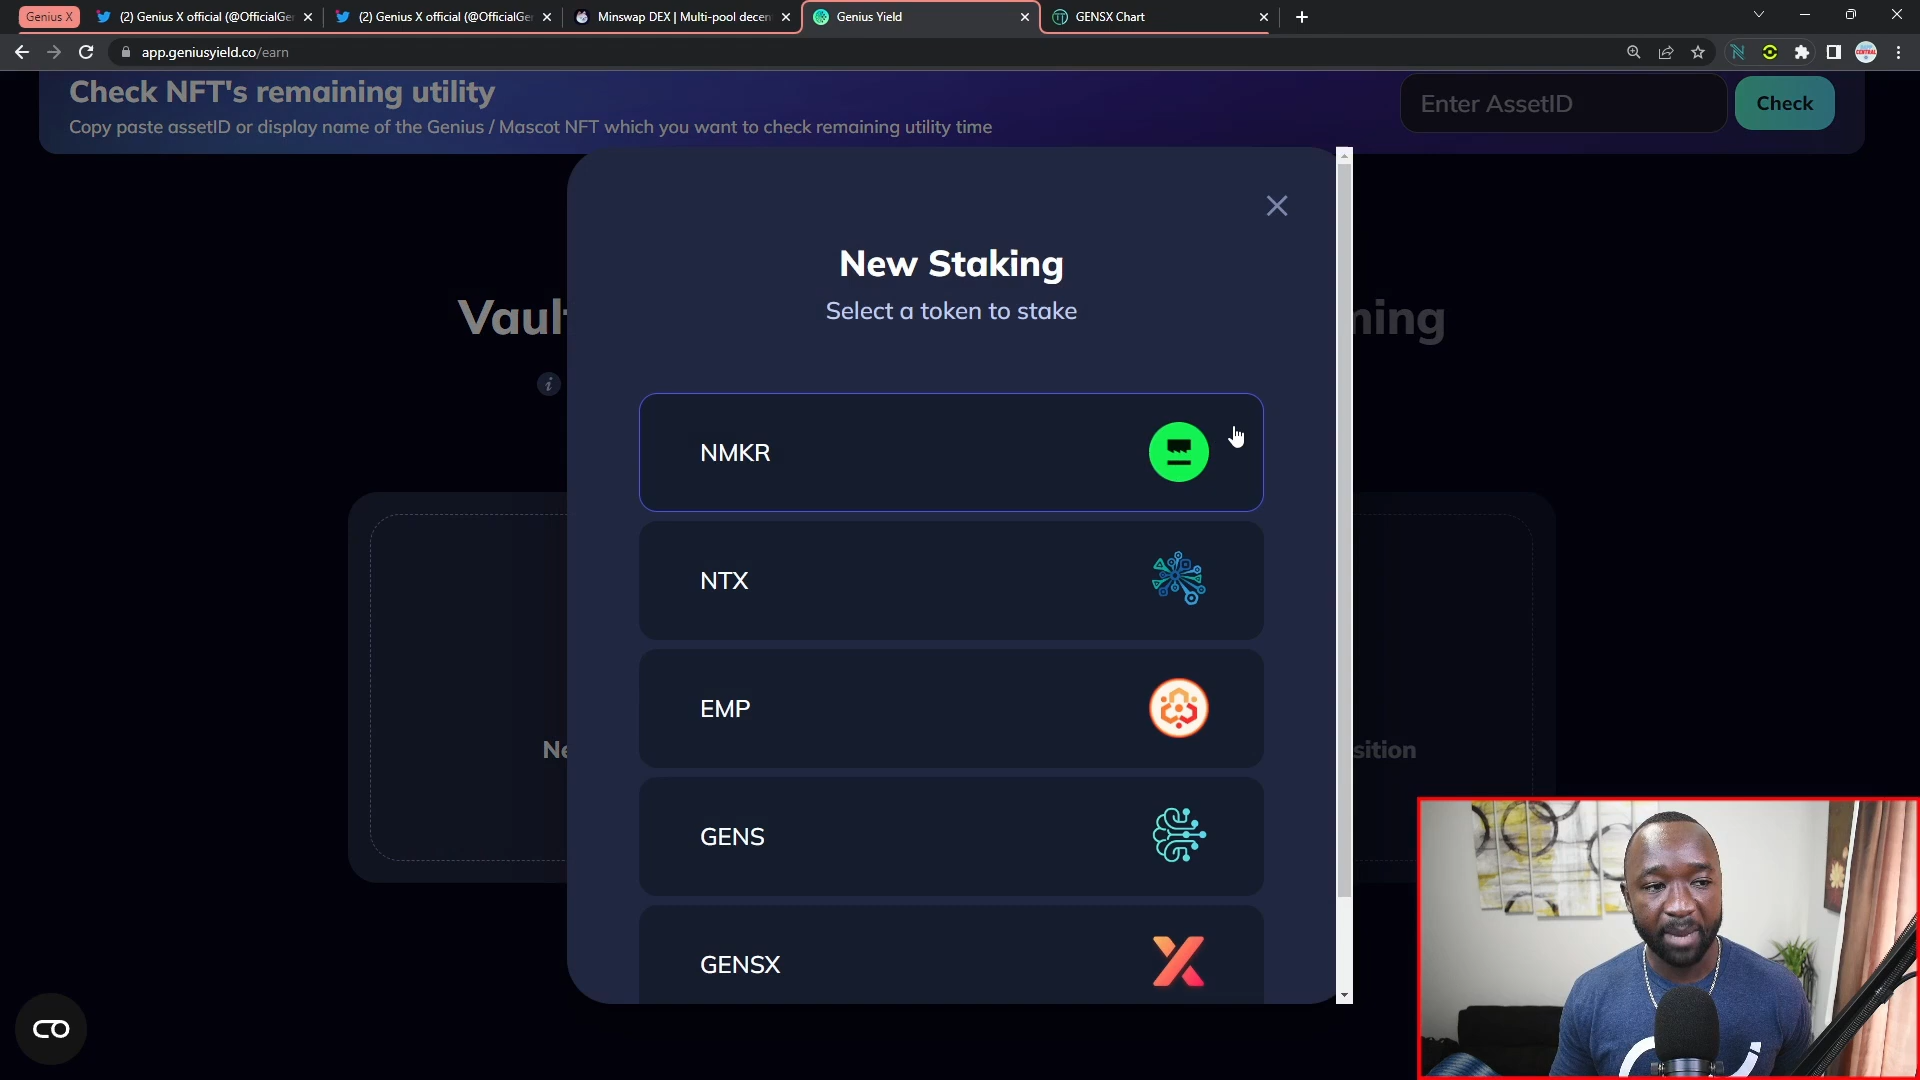 Genius X
(2) Genius X official (@OfficialGe
(2) Genius X official (@OfficialGe
Minswap DEX | Multi-pool decen
Genius Yield
GENSX Chart
app.geniusyield.co/earn
Check NFT's remaining utility
Copy paste assetID or display name of the Genius / Mascot NFT which you want to check remaining utility time
Enter AssetID
Check
New Staking
Select a token to stake
Vaul
ning
i
NMKR
NTX
EMP
Ne
sition
GENS
GENSX